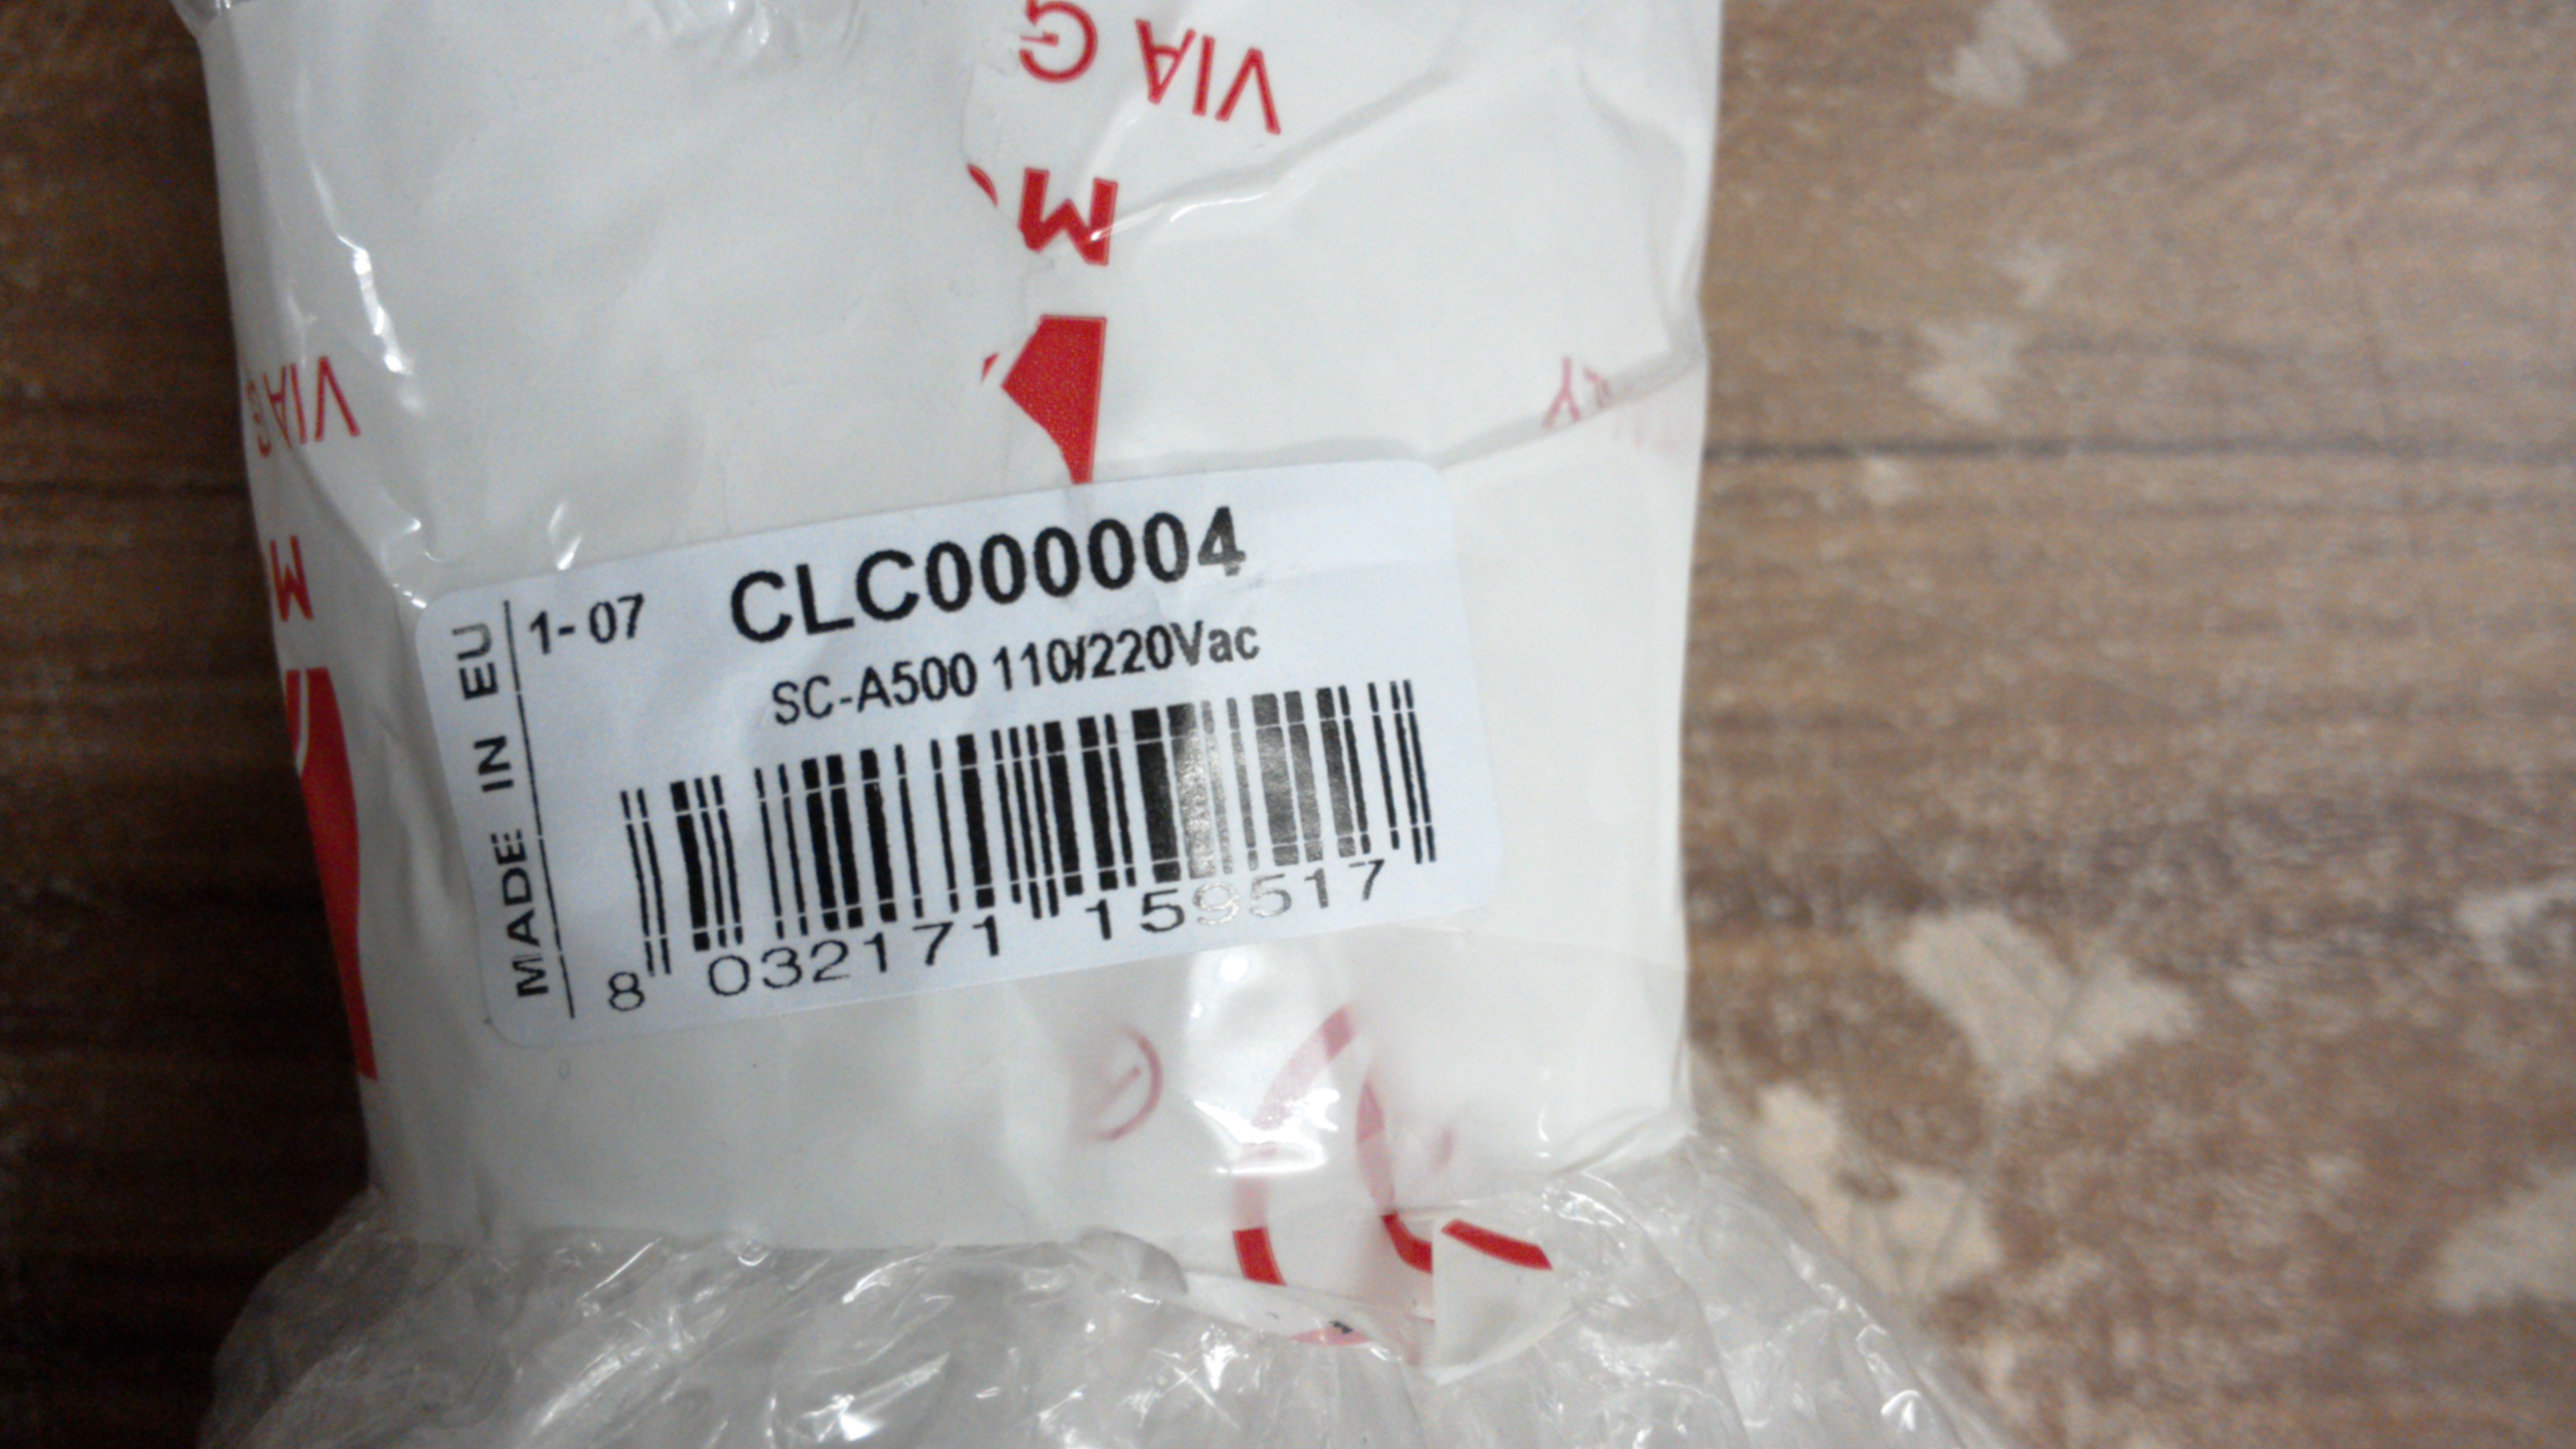 VIA G
M
VIA G
M
MADE IN EU
1-07
CLC000004
SC-A500 110/220Vac
8 032171 159517